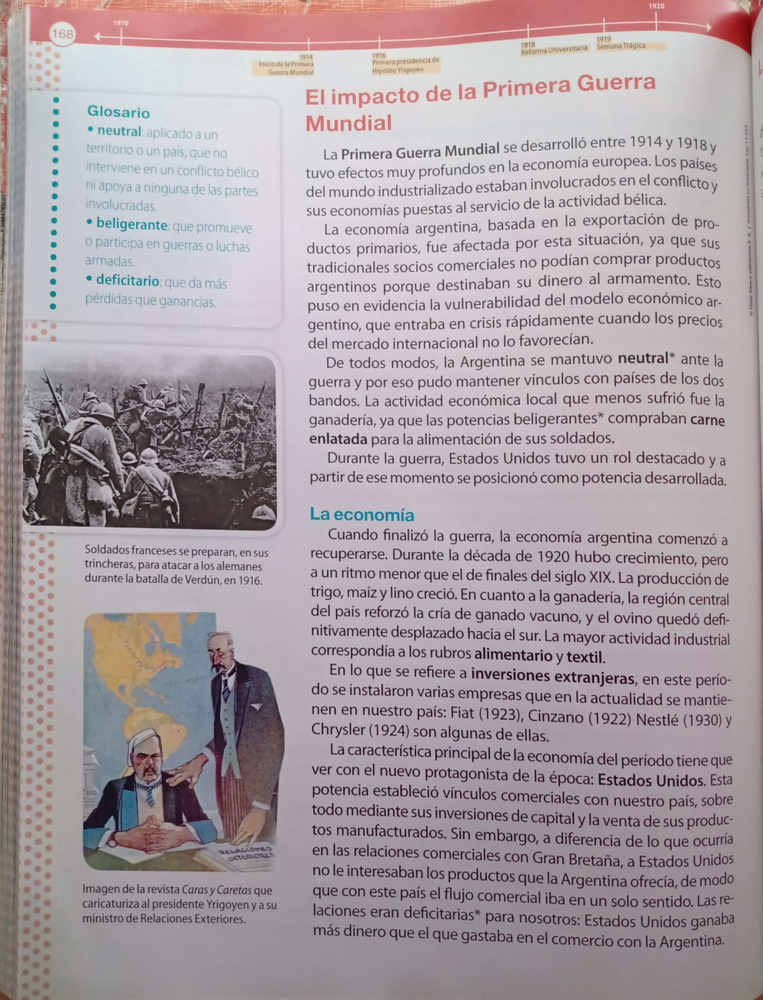 168
1910
1920
1914
Inicio de la Primera
Guerra Mundial
1916
Primera presidencia de
Hipólito Yrigoyen
1918
Reforma Universitaria
1919
Semana Trágica
Glosario
• neutral: aplicado a un
territorio o un país, que no
interviene en un conflicto bélico
ni apoya a ninguna de las partes
involucradas.
• beligerante: que promueve
o participa en guerras o luchas
armadas.
• deficitario: que da más
pérdidas que ganancias.
Soldados franceses se preparan, en sus
trincheras, para atacar a los alemanes
durante la batalla de Verdún, en 1916.
RELACIONES
EXTERIORES
Imagen de la revista Caras y Caretas que
caricaturiza al presidente Yrigoyen y a su
ministro de Relaciones Exteriores.
El impacto de la Primera Guerra
Mundial
La Primera Guerra Mundial se desarrolló entre 1914 y 1918 y
tuvo efectos muy profundos en la economía europea. Los países
del mundo industrializado estaban involucrados en el conflicto y
sus economías puestas al servicio de la actividad bélica.
La economía argentina, basada en la exportación de pro-
ductos primarios, fue afectada por esta situación, ya que sus
tradicionales socios comerciales no podían comprar productos
argentinos porque destinaban su dinero al armamento. Esto
puso en evidencia la vulnerabilidad del modelo económico ar-
gentino, que entraba en crisis rápidamente cuando los precios
del mercado internacional no lo favorecían.
De todos modos, la Argentina se mantuvo neutral* ante la
guerra y por eso pudo mantener vínculos con países de los dos
bandos. La actividad económica local que menos sufrió fue la
ganadería, ya que las potencias beligerantes* compraban carne
enlatada para la alimentación de sus soldados.
Durante la guerra, Estados Unidos tuvo un rol destacado y a
partir de ese momento se posicionó como potencia desarrollada.
La economía
Cuando finalizó la guerra, la economía argentina comenzó a
recuperarse. Durante la década de 1920 hubo crecimiento, pero
a un ritmo menor que el de finales del siglo XIX. La producción de
trigo, maíz y lino creció. En cuanto a la ganadería, la región central
del país reforzó la cría de ganado vacuno, y el ovino quedó defi-
nitivamente desplazado hacia el sur. La mayor actividad industrial
correspondía a los rubros alimentario y textil.
En lo que se refiere a inversiones extranjeras, en este perío-
do se instalaron varias empresas que en la actualidad se mantie-
nen en nuestro país: Fiat (1923), Cinzano (1922) Nestlé (1930) y
Chrysler (1924) son algunas de ellas.
La característica principal de la economía del período tiene que
ver con el nuevo protagonista de la época: Estados Unidos. Esta
potencia estableció vínculos comerciales con nuestro país, sobre
todo mediante sus inversiones de capital y la venta de sus produc-
tos manufacturados. Sin embargo, a diferencia de lo que ocurría
en las relaciones comerciales con Gran Bretaña, a Estados Unidos
no le interesaban los productos que la Argentina ofrecía, de modo
que con este país el flujo comercial iba en un solo sentido. Las re-
laciones eran deficitarias* para nosotros: Estados Unidos ganaba
más dinero que el que gastaba en el comercio con la Argentina.
© Tinta fresca ediciones S. A. | Prohibida su fotocopia. Ley 11.723